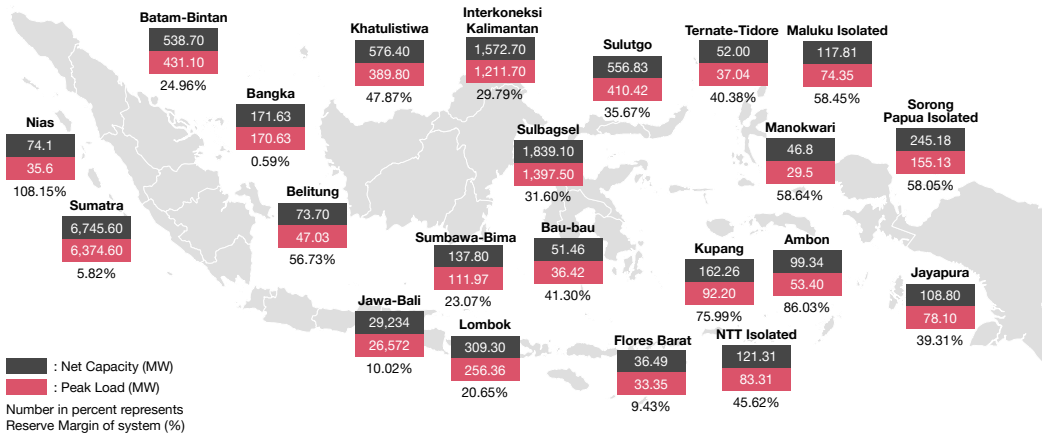 Batam-Bintan
538.70
431.10
24.96%
Khatulistiwa
576.40
389.80
47.87%
Interkoneksi
Kalimantan
1,572.70
1,211.70
29.79%
Sulutgo
556.83
410.42
35.67%
Ternate-Tidore
52.00
37.04
40.38%
Maluku Isolated
117.81
74.35
58.45%
Nias
74.1
35.6
108.15%
Bangka
171.63
170.63
0.59%
Sulbagsel
1,839.10
1,397.50
31.60%
Manokwari
46.8
29.5
58.64%
Sorong
Papua Isolated
245.18
155.13
58.05%
Sumatra
6,745.60
6,374.60
5.82%
Belitung
73.70
47.03
56.73%
Sumbawa-Bima
137.80
111.97
23.07%
Bau-bau
51.46
36.42
41.30%
Kupang
162.26
92.20
75.99%
Ambon
99.34
53.40
86.03%
Jayapura
108.80
78.10
39.31%
Jawa-Bali
29,234
26,572
10.02%
Lombok
309.30
256.36
20.65%
Flores Barat
36.49
33.35
9.43%
NTT Isolated
121.31
83.31
45.62%
: Net Capacity (MW)
: Peak Load (MW)
Number in percent represents
Reserve Margin of system (%)